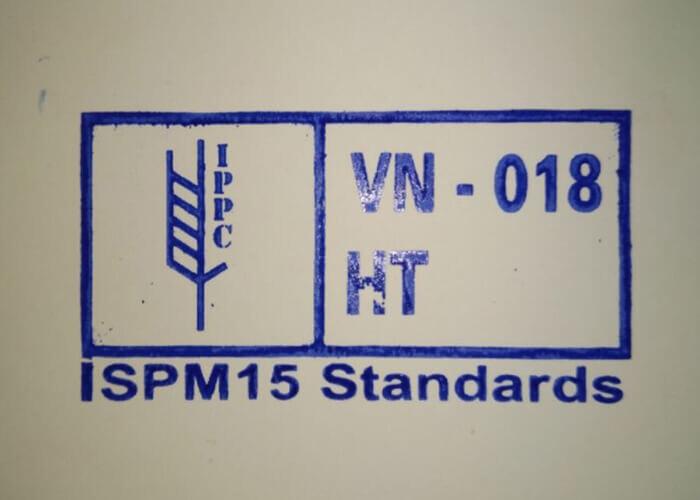 IPPC
VN - 018
HT
ISPM15 Standards